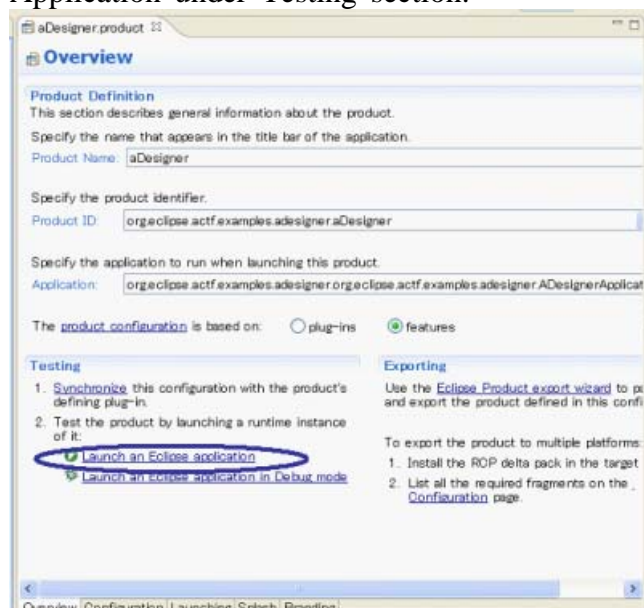 Application under Testing section.
aDesigner.product
Overview
Product Definition
This section describes general information about the product.
Specify the name that appears in the title bar of the application.
Product Name: aDesigner
Specify the product identifier.
Product ID: org.eclipse.actf.examples.adesigner.aDesigner
Specify the application to run when launching this product.
Application: org.eclipse.actf.examples.adesigner.org.eclipse.actf.examples.adesigner.ADesignerApplicat
The product configuration is based on: plug-ins features
Testing
1. Synchronize this configuration with the product's
defining plug-in.
2. Test the product by launching a runtime instance
of it:
Launch an Eclipse application
Launch an Eclipse application in Debug mode
Exporting
Use the Eclipse Product export wizard to p
and export the product defined in this confi
To export the product to multiple platforms:
1. Install the RCP delta pack in the target
2. List all the required fragments on the
Configuration page.
Overview Configuration Launching Splash Branding